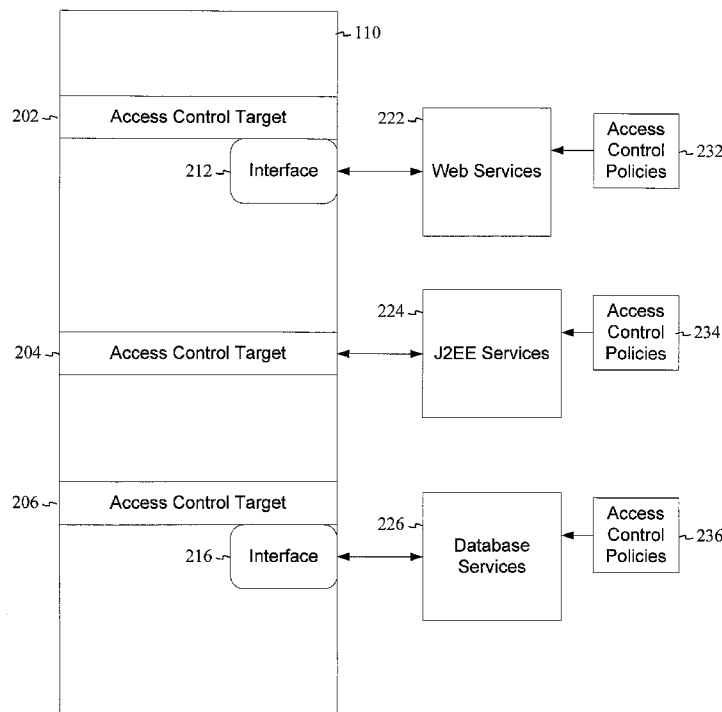 110
202
Access Control Target
212
Interface
222
Web Services
Access
Control
Policies
232
204
Access Control Target
224
J2EE Services
Access
Control
Policies
234
206
Access Control Target
216
Interface
226
Database
Services
Access
Control
Policies
236